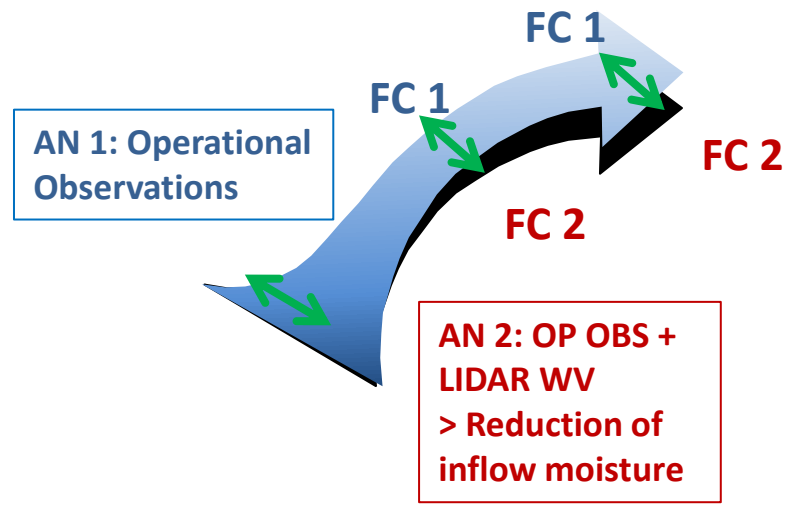 FC 1
FC 1
AN 1: Operational
Observations
FC 2
FC 2
AN 2: OP OBS +
LIDAR WV
> Reduction of
inflow moisture